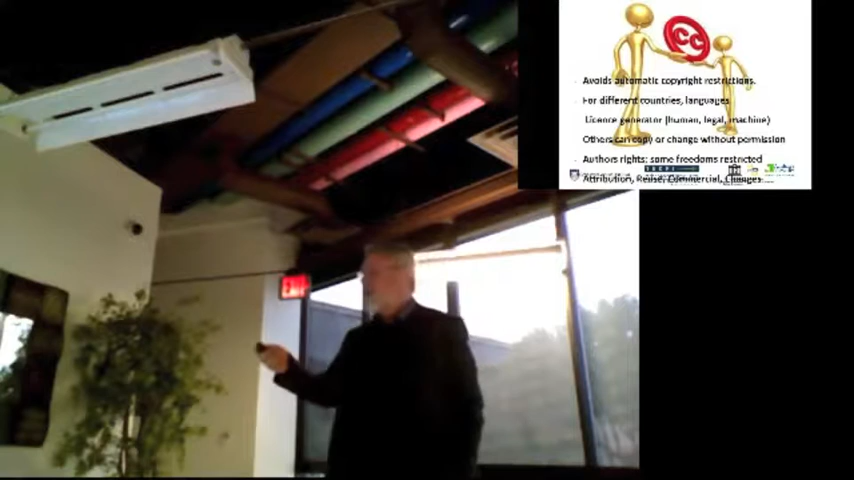 cc
Avoids automatic copyright restrictions.
For different countries, languages
Licence generator (human, legal, machine)
Others can copy or change without permission
Authors rights: some freedoms restricted
Attribution, Reuse, Commercial, Changes
EXIT